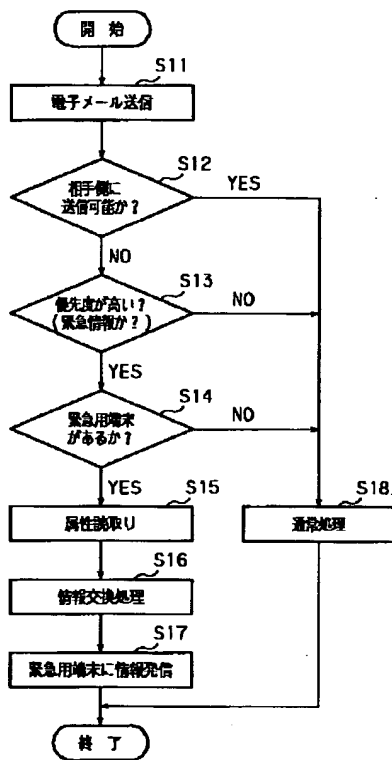 開 始
S11
電子メール送信
S12
相手側に
送信可能か?
YES
NO
S13
優先度が高い?
(緊急情報か?)
NO
YES
S14
緊急用端末
があるか?
NO
YES
S15
属性読取り
S18
通常処理
S16
情報交換処理
S17
緊急用端末に情報発信
終 了